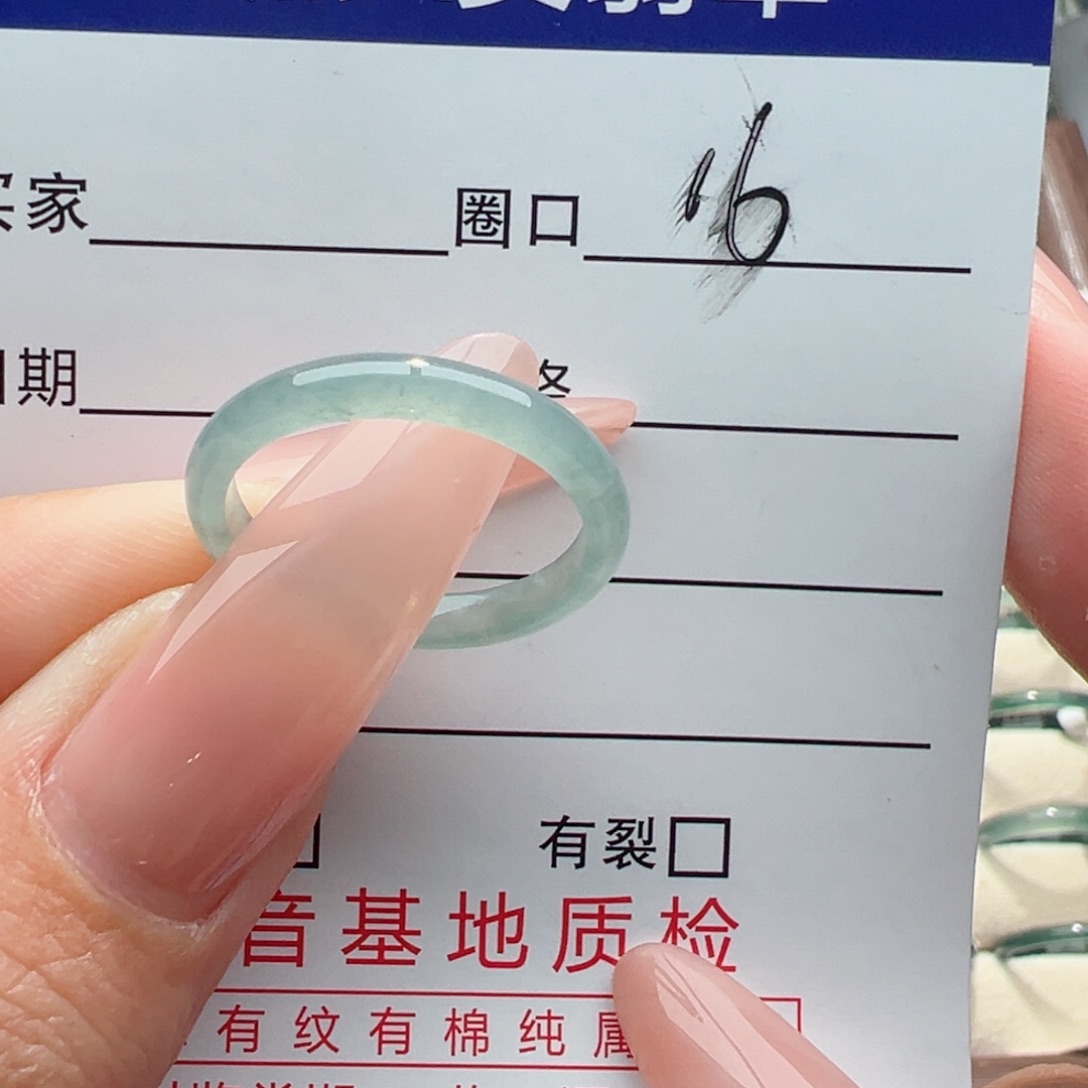 买家 圈口 16
日期
有裂
音基地质检
有纹有棉纯属